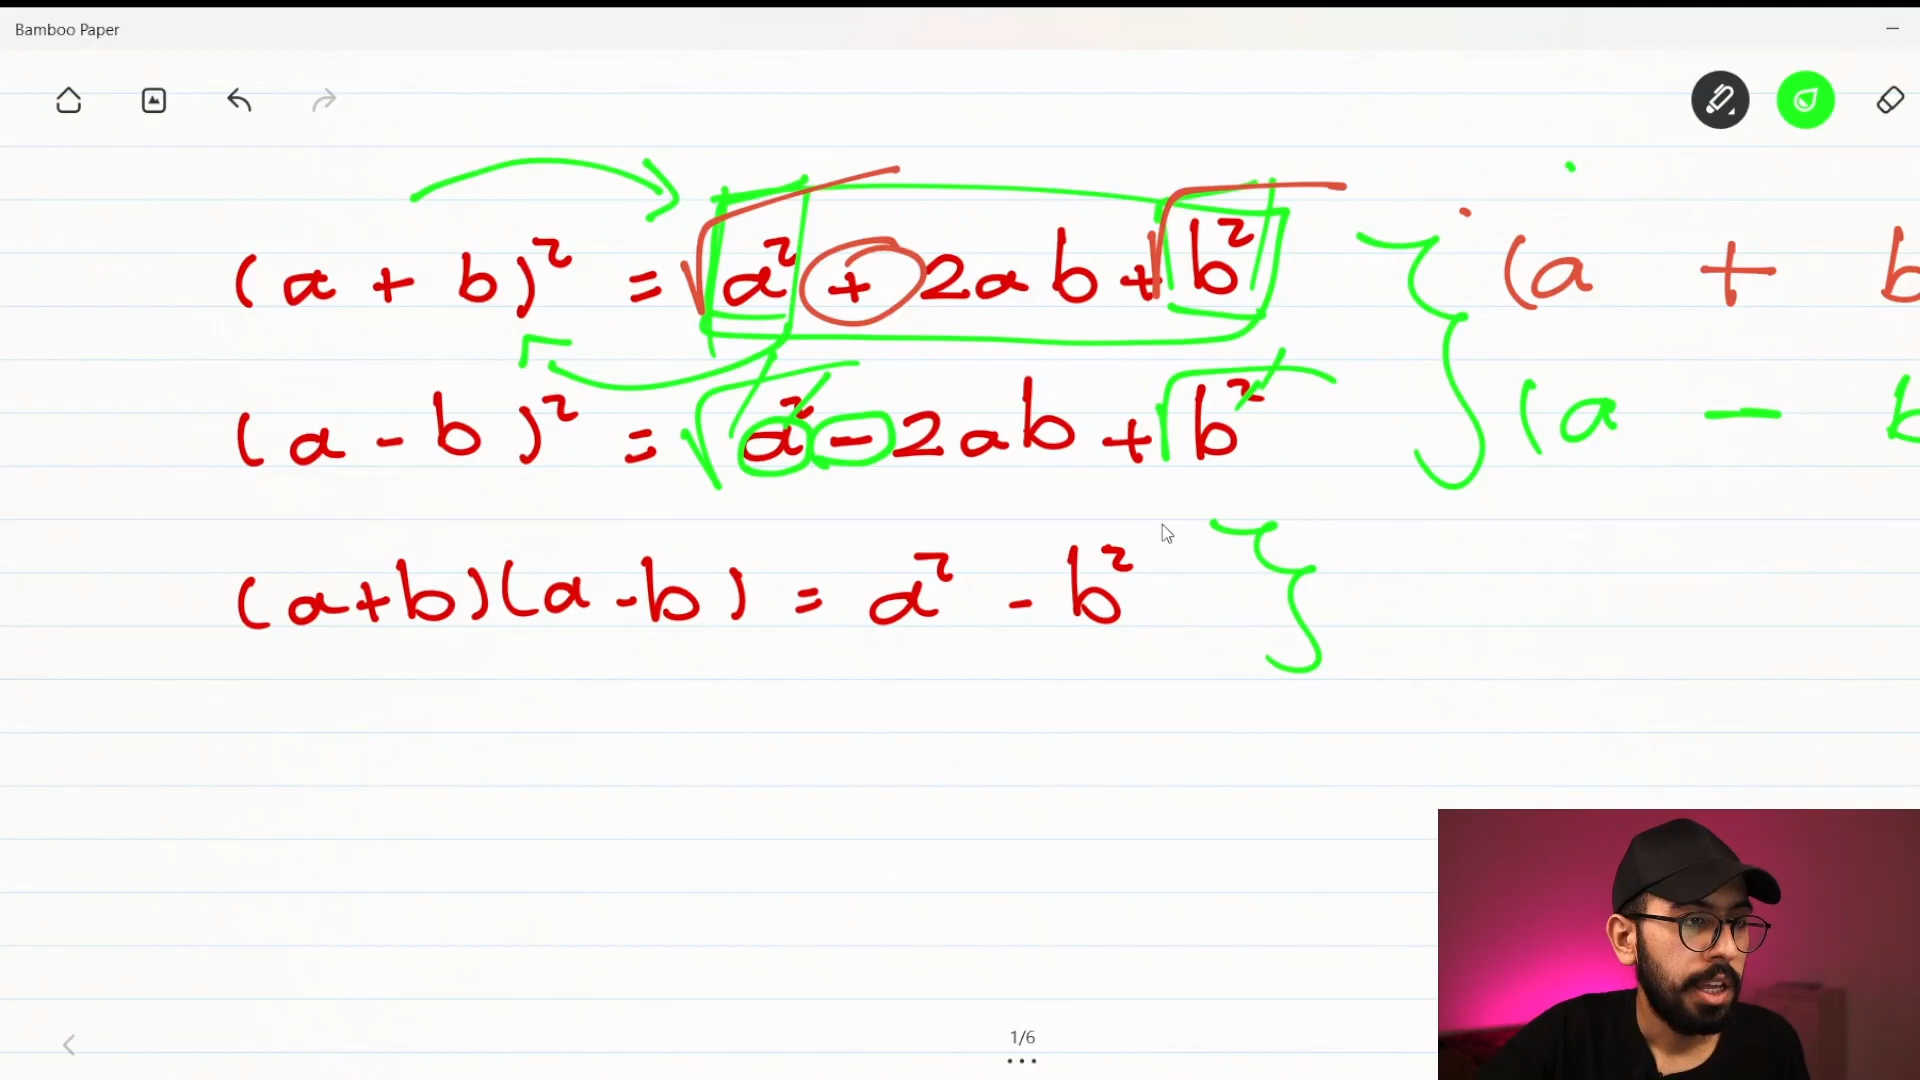 Bamboo Paper
(a + b)² = √a² + 2ab + √b² } (a + b
(a - b)² = √a² - 2ab + √b² } (a - b
(a+b)(a-b) = a² - b² }
1/6